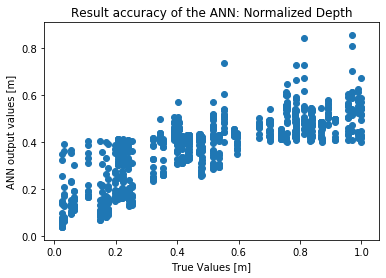 Result accuracy of the ANN: Normalized Depth
ANN output values [m]
0.8
0.6
0.4
0.2
0.0
0.0 0.2 0.4 0.6 0.8 1.0
True Values [m]